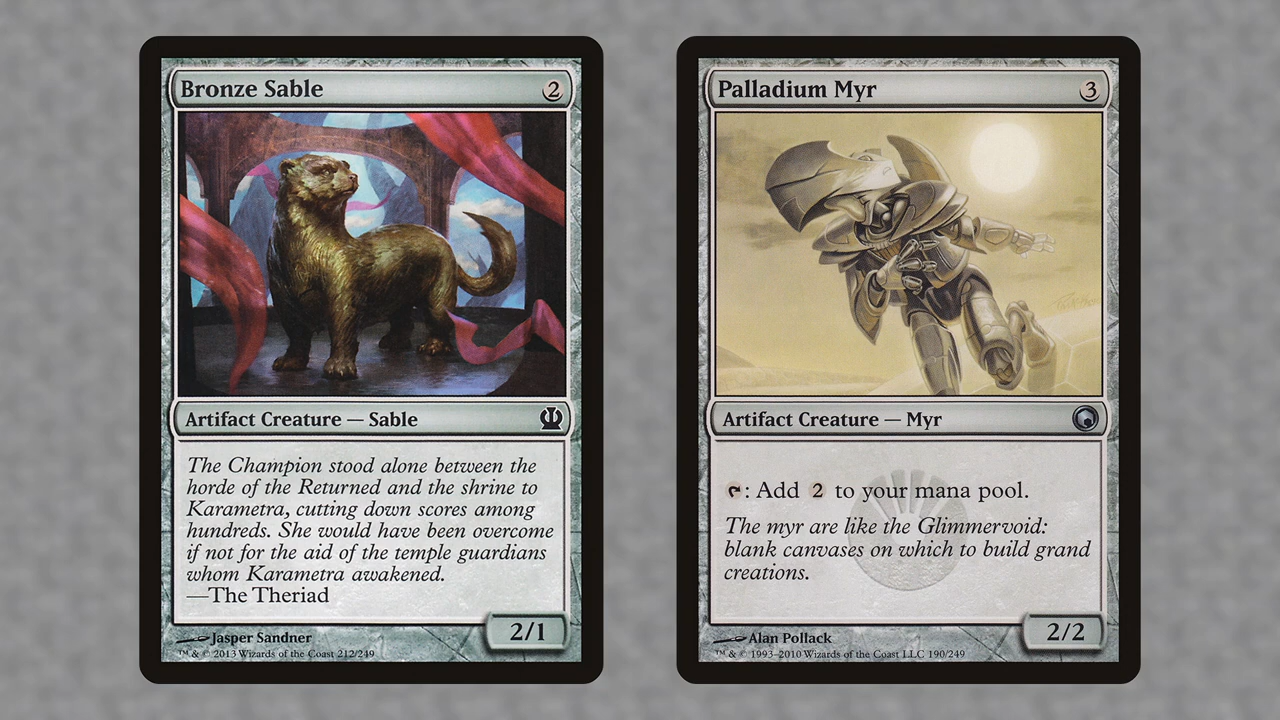 Bronze Sable 2
Artifact Creature — Sable
The Champion stood alone between the
horde of the Returned and the shrine to
Karametra, cutting down scores among
hundreds. She would have been overcome
if not for the aid of the temple guardians
whom Karametra awakened.
—The Theriad
2/1
Jasper Sandner
™ & © 2013 Wizards of the Coast 212/249
Palladium Myr 3
Artifact Creature — Myr
: Add 2 to your mana pool.
The myr are like the Glimmervoid:
blank canvases on which to build grand
creations.
2/2
Alan Pollack
™ & © 1993–2010 Wizards of the Coast LLC 190/249